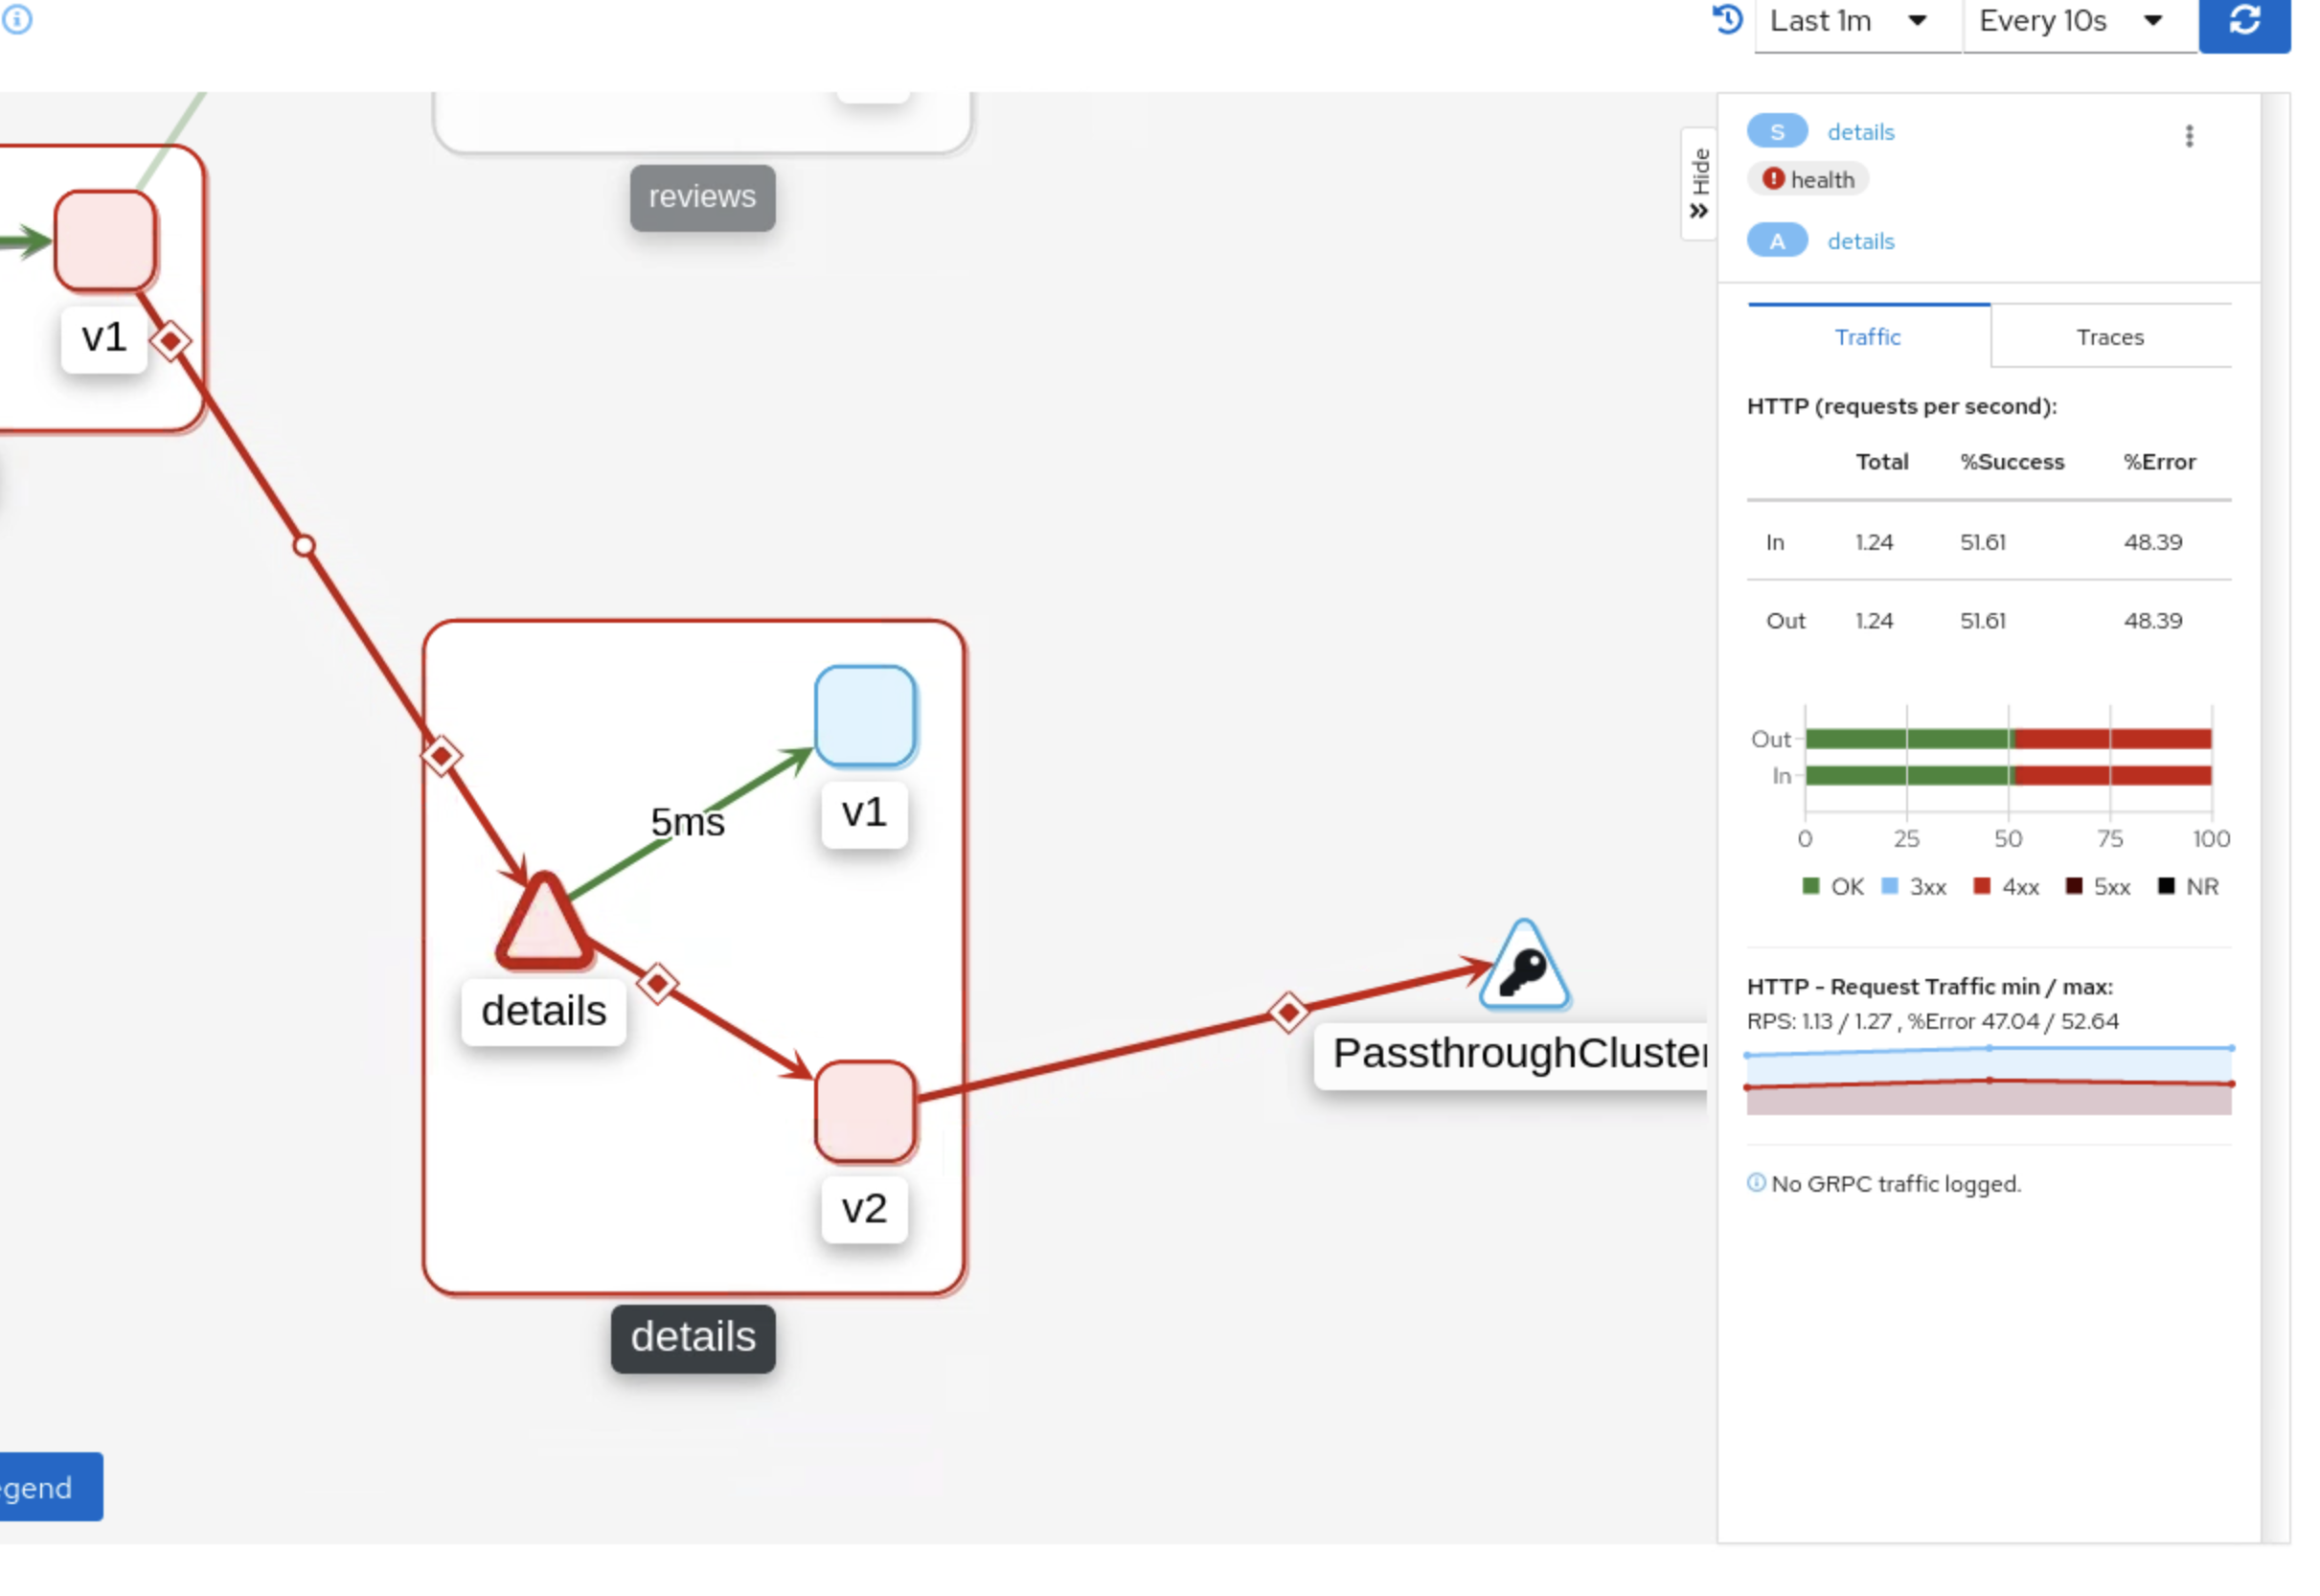 Last 1m
Every 10s
reviews
v1
5ms
v1
details
v2
PassthroughCluster
details
gend
Hide
S details
health
A details
Traffic Traces
HTTP (requests per second):
Total %Success %Error
In 1.24 51.61 48.39
Out 1.24 51.61 48.39
Out
In
0 25 50 75 100
OK 3xx 4xx 5xx NR
HTTP - Request Traffic min / max:
RPS: 1.13 / 1.27 , %Error 47.04 / 52.64
No GRPC traffic logged.